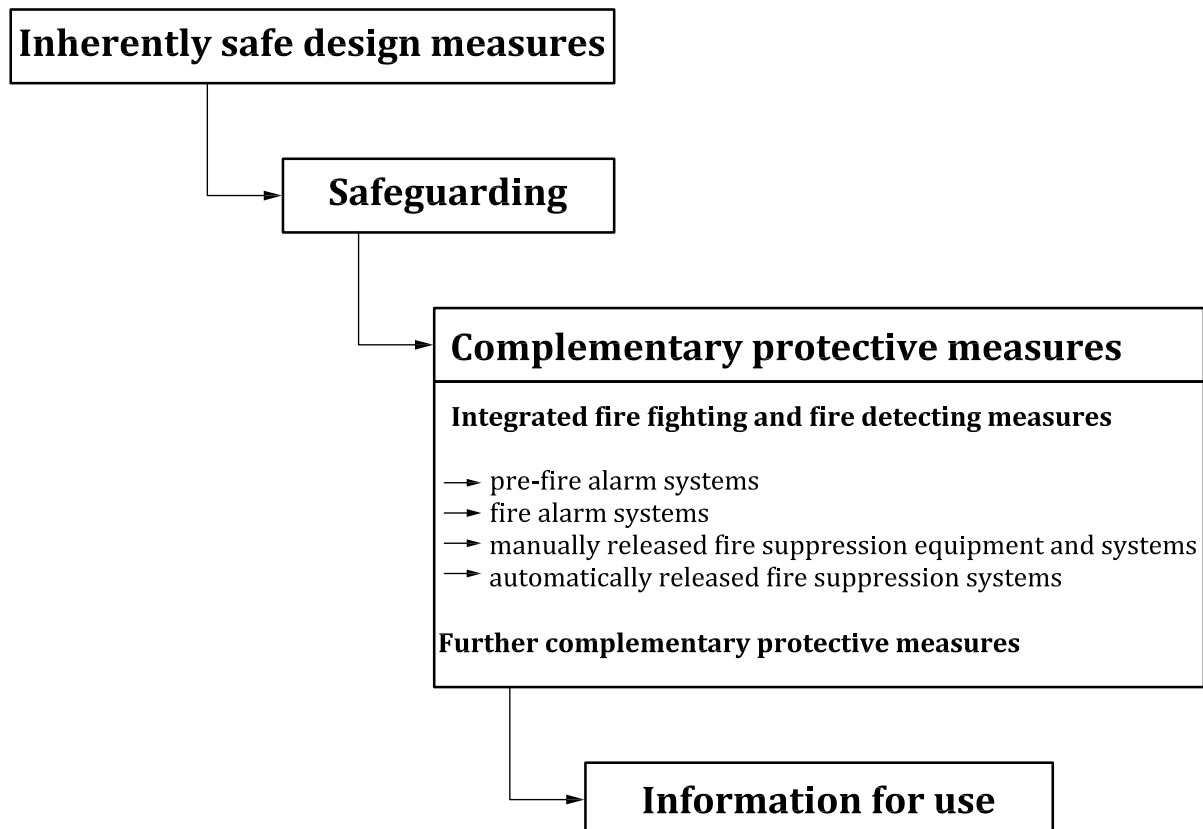 Inherently safe design measures
Safeguarding
Complementary protective measures
Integrated fire fighting and fire detecting measures
pre-fire alarm systems
fire alarm systems
manually released fire suppression equipment and systems
automatically released fire suppression systems
Further complementary protective measures
Information for use